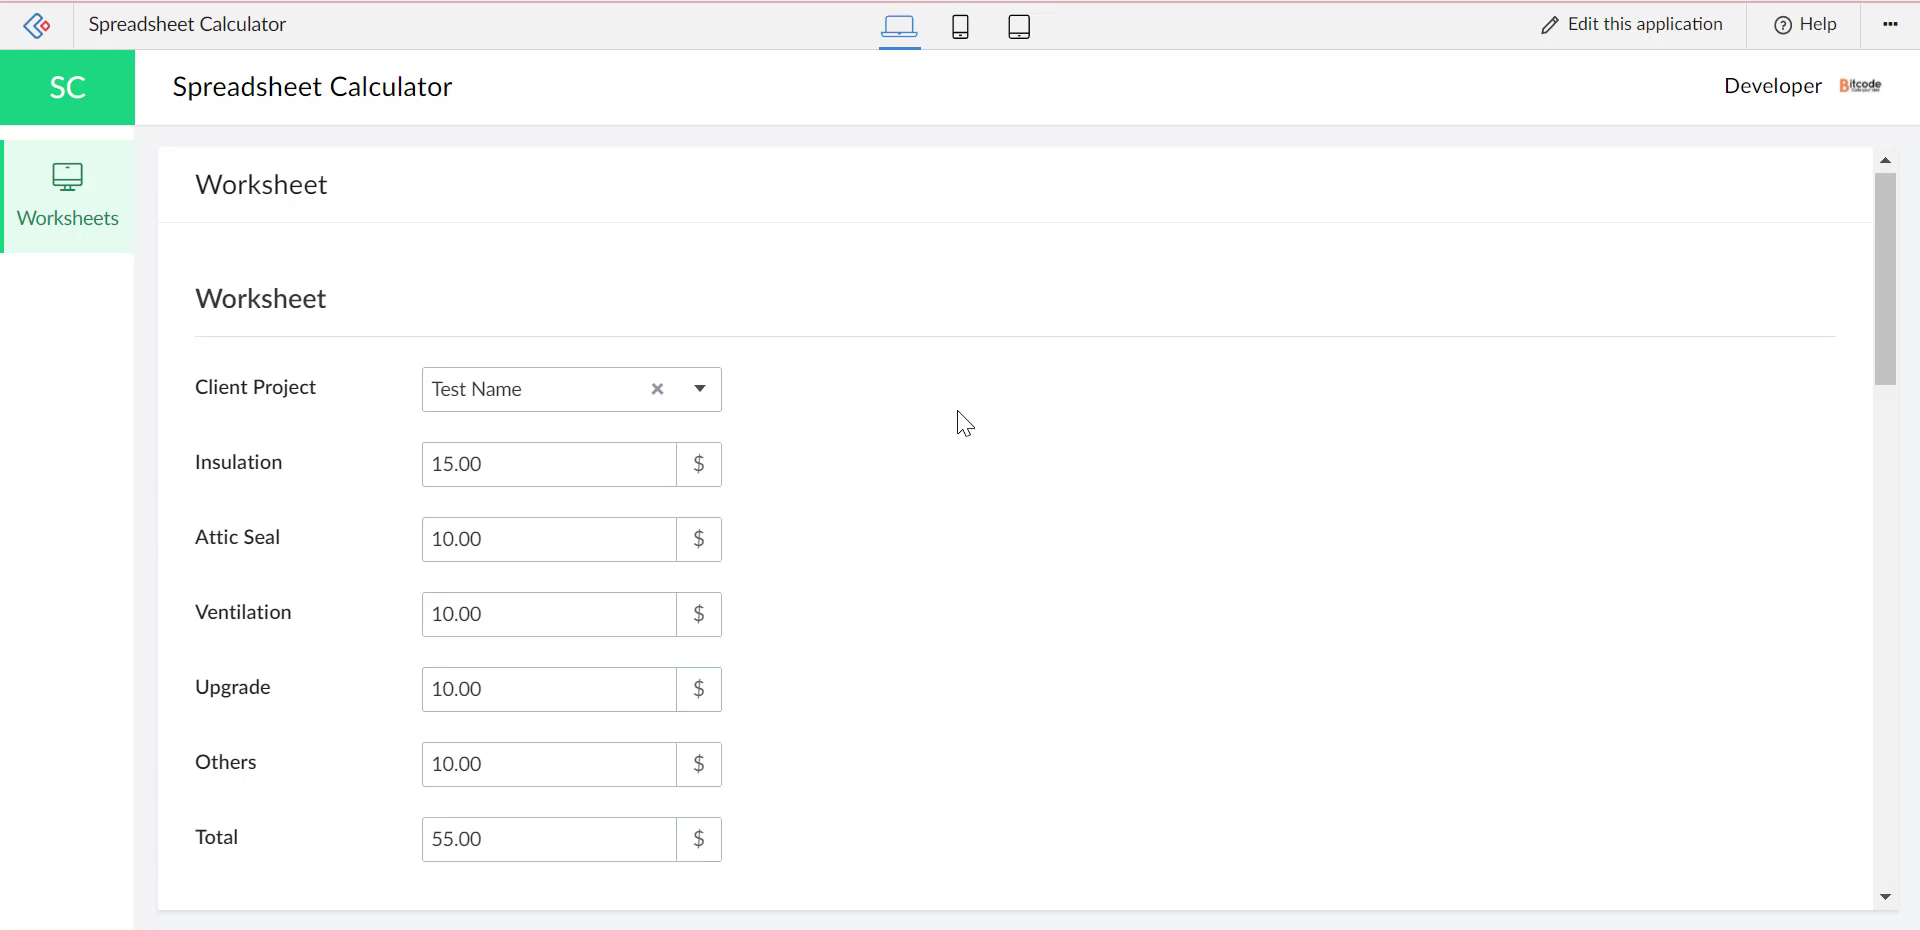 Spreadsheet Calculator
Edit this application
Help
SC
Spreadsheet Calculator
Developer
Bitcode
Worksheets
Worksheet
Worksheet
Client Project
Test Name
Insulation
15.00 $
Attic Seal
10.00 $
Ventilation
10.00 $
Upgrade
10.00 $
Others
10.00 $
Total
55.00 $